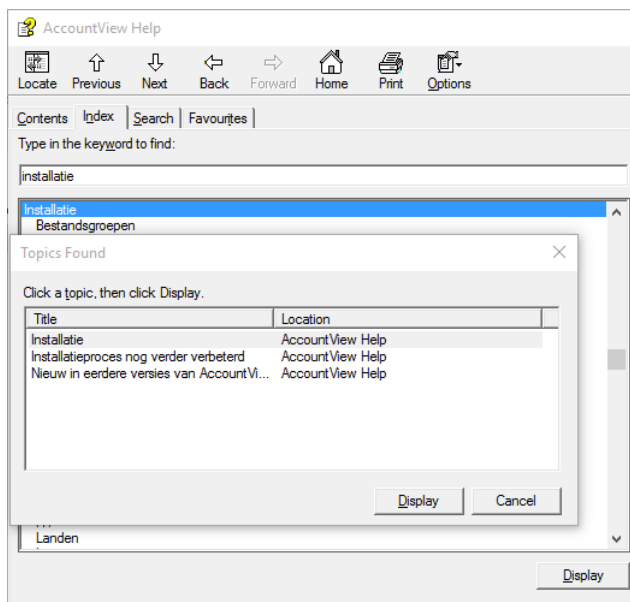 AccountView Help
Locate Previous Next Back Forward Home Print Options
Contents Index Search Favourites
Type in the keyword to find:
installatie
Installatie
Bestandsgroepen
Topics Found
Click a topic, then click Display.
Title Location
Installatie AccountView Help
Installatieproces nog verder verbeterd AccountView Help
Nieuw in eerdere versies van AccountVi... AccountView Help
Display Cancel
Landen
Display